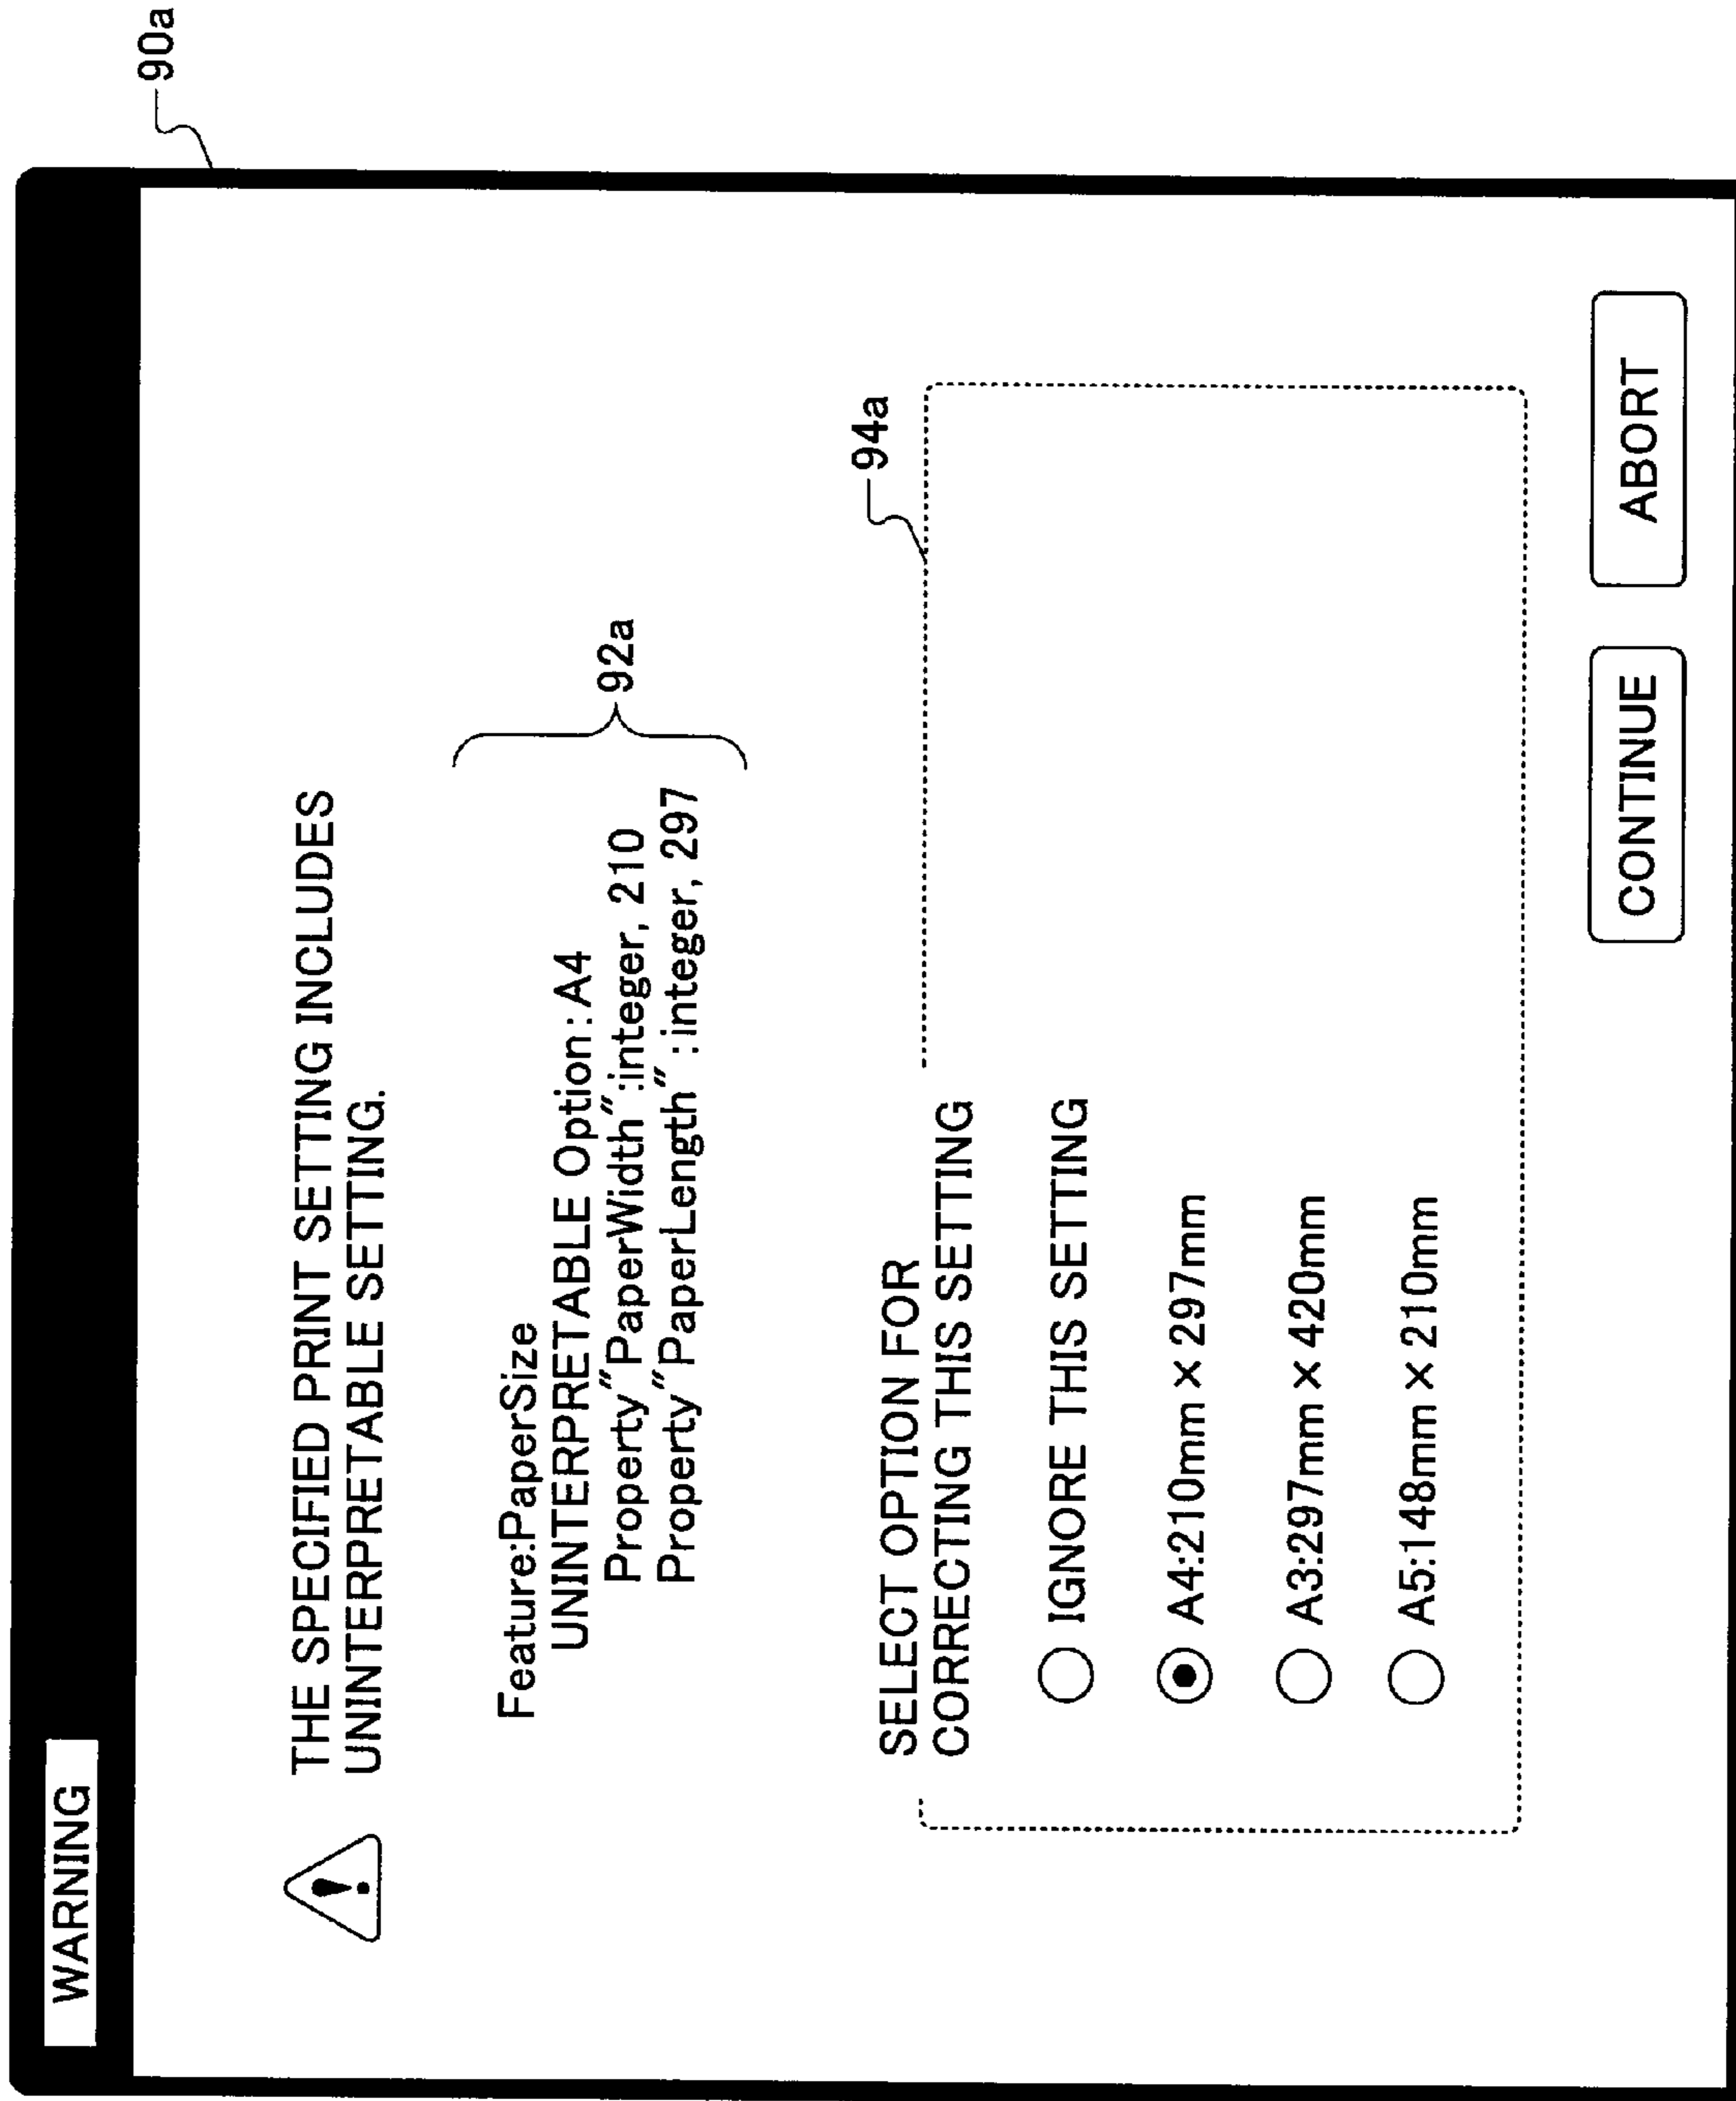 90a
WARNING
THE SPECIFIED PRINT SETTING INCLUDES
UNINTERPRETABLE SETTING.
Feature:PaperSize
UNINTERPRETABLE Option:A4
Property"PaperWidth":integer, 210
Property"PaperLength":integer, 297
92a
94a
SELECT OPTION FOR
CORRECTING THIS SETTING
IGNORE THIS SETTING
A4:210mm×297mm
A3:297mm×420mm
A5:148mm×210mm
CONTINUE ABORT